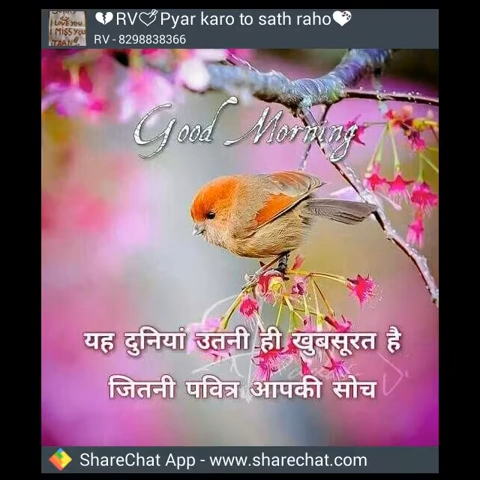 💔RV💘Pyar karo to sath raho💝
RV - 8298838366
Good Morning
यह दुनियां उतनी ही खुबसूरत है
जितनी पवित्र आपकी सोच
ShareChat App - www.sharechat.com